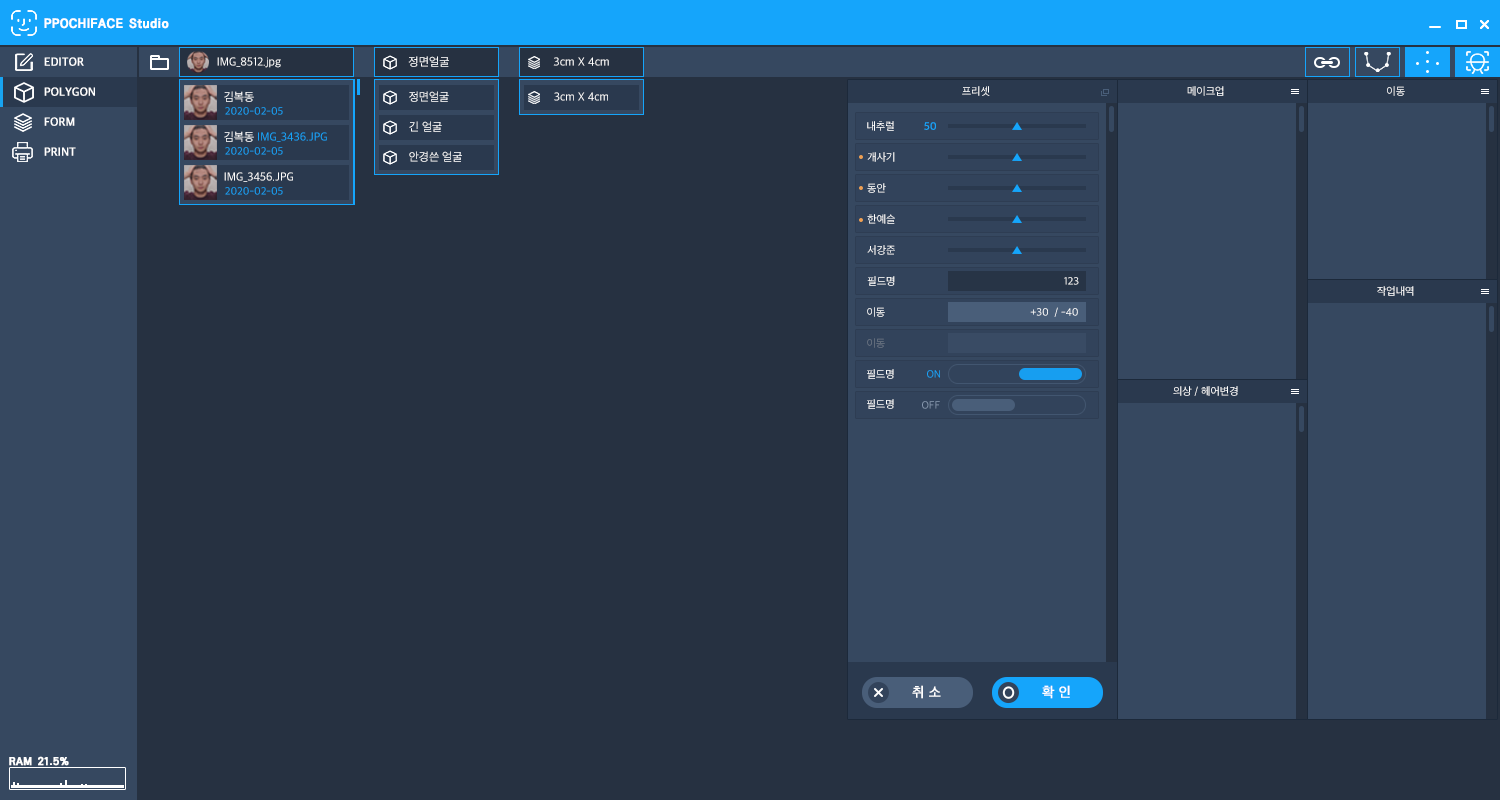 PPOCHIFACE Studio
EDITOR
POLYGON
FORM
PRINT
RAM 21.5%
IMG_8512.jpg
김복동
2020-02-05
김복동 IMG_3436.JPG
2020-02-05
IMG_3456.JPG
2020-02-05
정면얼굴
정면얼굴
긴 얼굴
안경쓴 얼굴
3cm X 4cm
3cm X 4cm
프리셋
내추럴 50
개사기
동안
한예슬
서강준
필드명 123
이동 +30 / -40
이동
필드명 ON
필드명 OFF
취소
확인
메이크업
의상 / 헤어변경
이동
작업내역